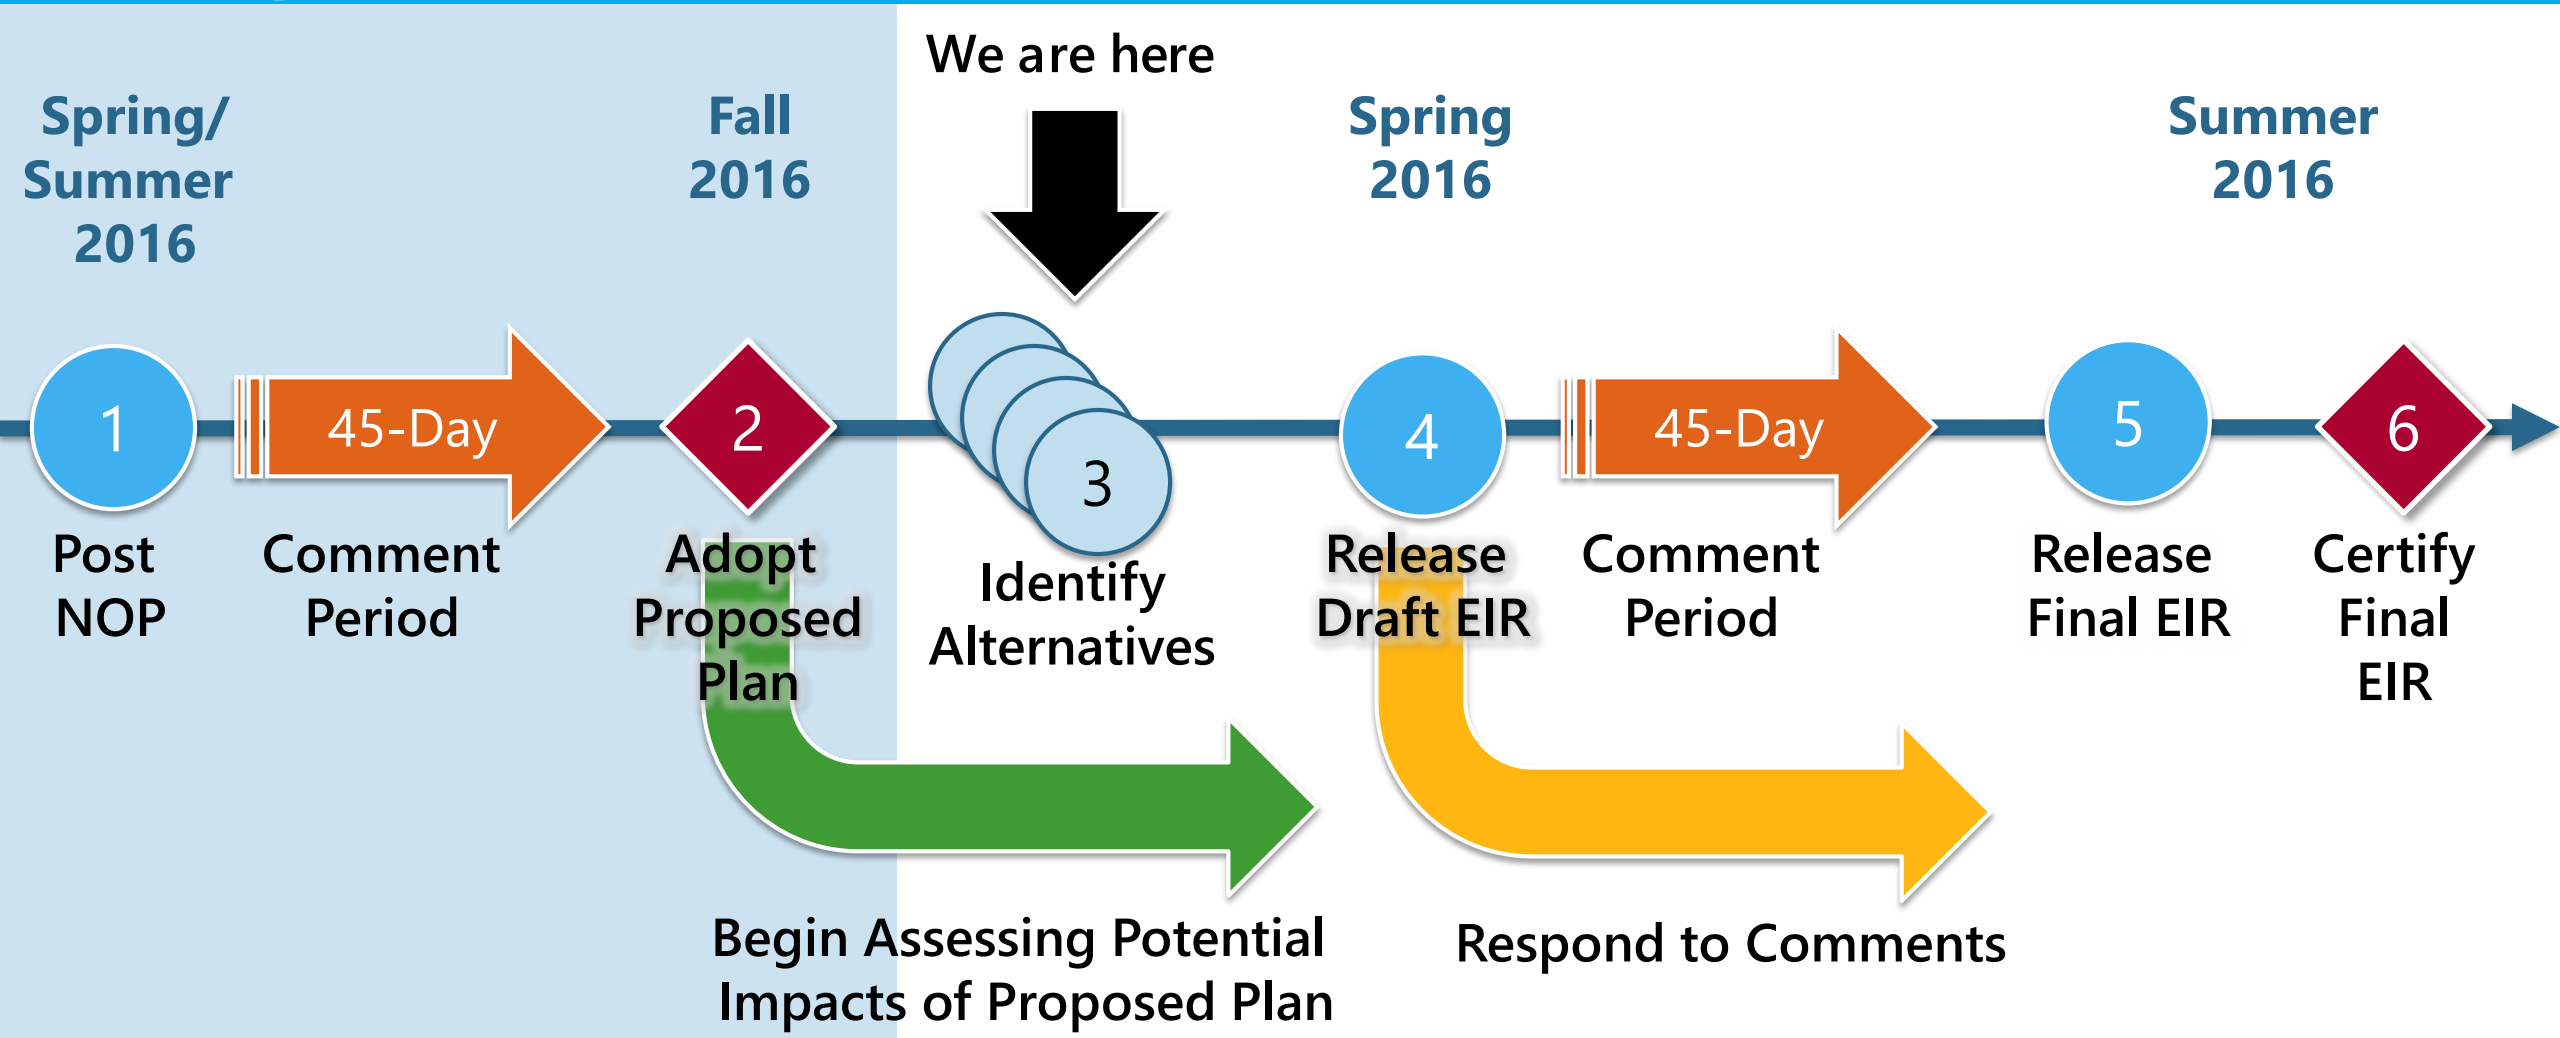 We are here
Spring/
Summer
2016
Fall
2016
Spring
2016
Summer
2016
1
45-Day
2
3
4
45-Day
5
6
Post
NOP
Comment
Period
Adopt
Proposed
Plan
Identify
Alternatives
Release
Draft EIR
Comment
Period
Release
Final EIR
Certify
Final
EIR
Begin Assessing Potential
Impacts of Proposed Plan
Respond to Comments